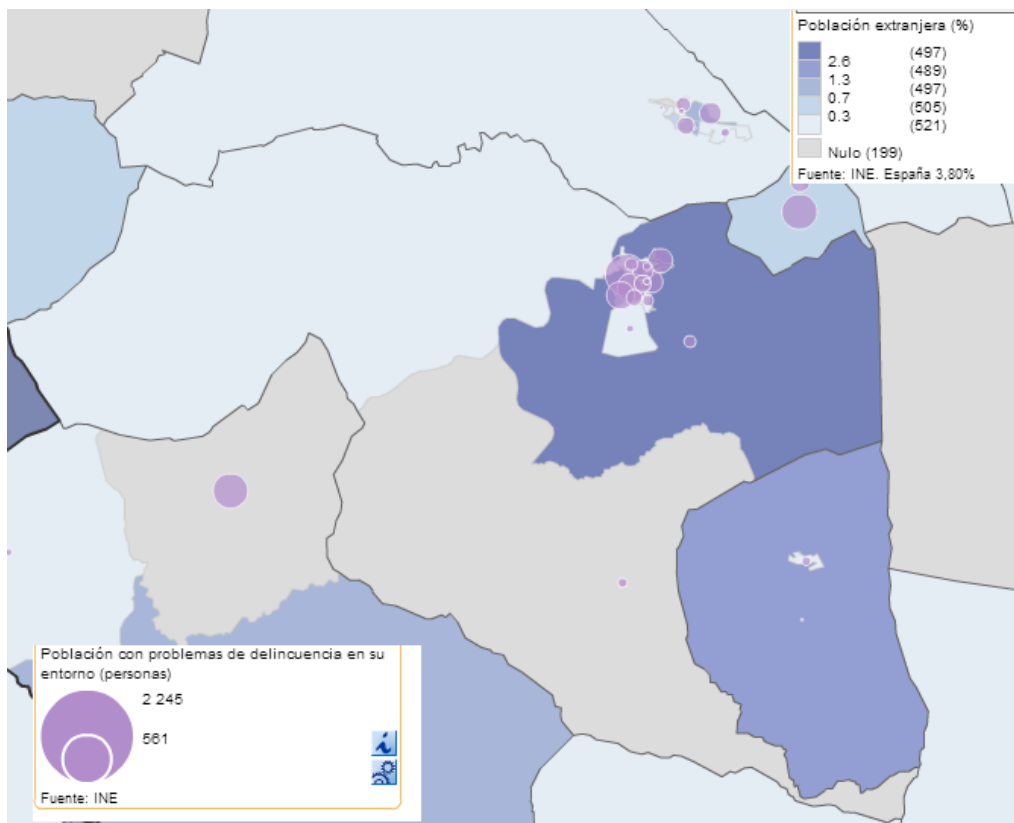 Población extranjera (%)
(497)
2.6
(489)
1.3
(497)
0.7
(505)
0.3
(521)
Nulo (199)
Fuente: INE. España 3,80%
Población con problemas de delincuencia en su
entorno (personas)
2 245
561
i
Fuente: INE